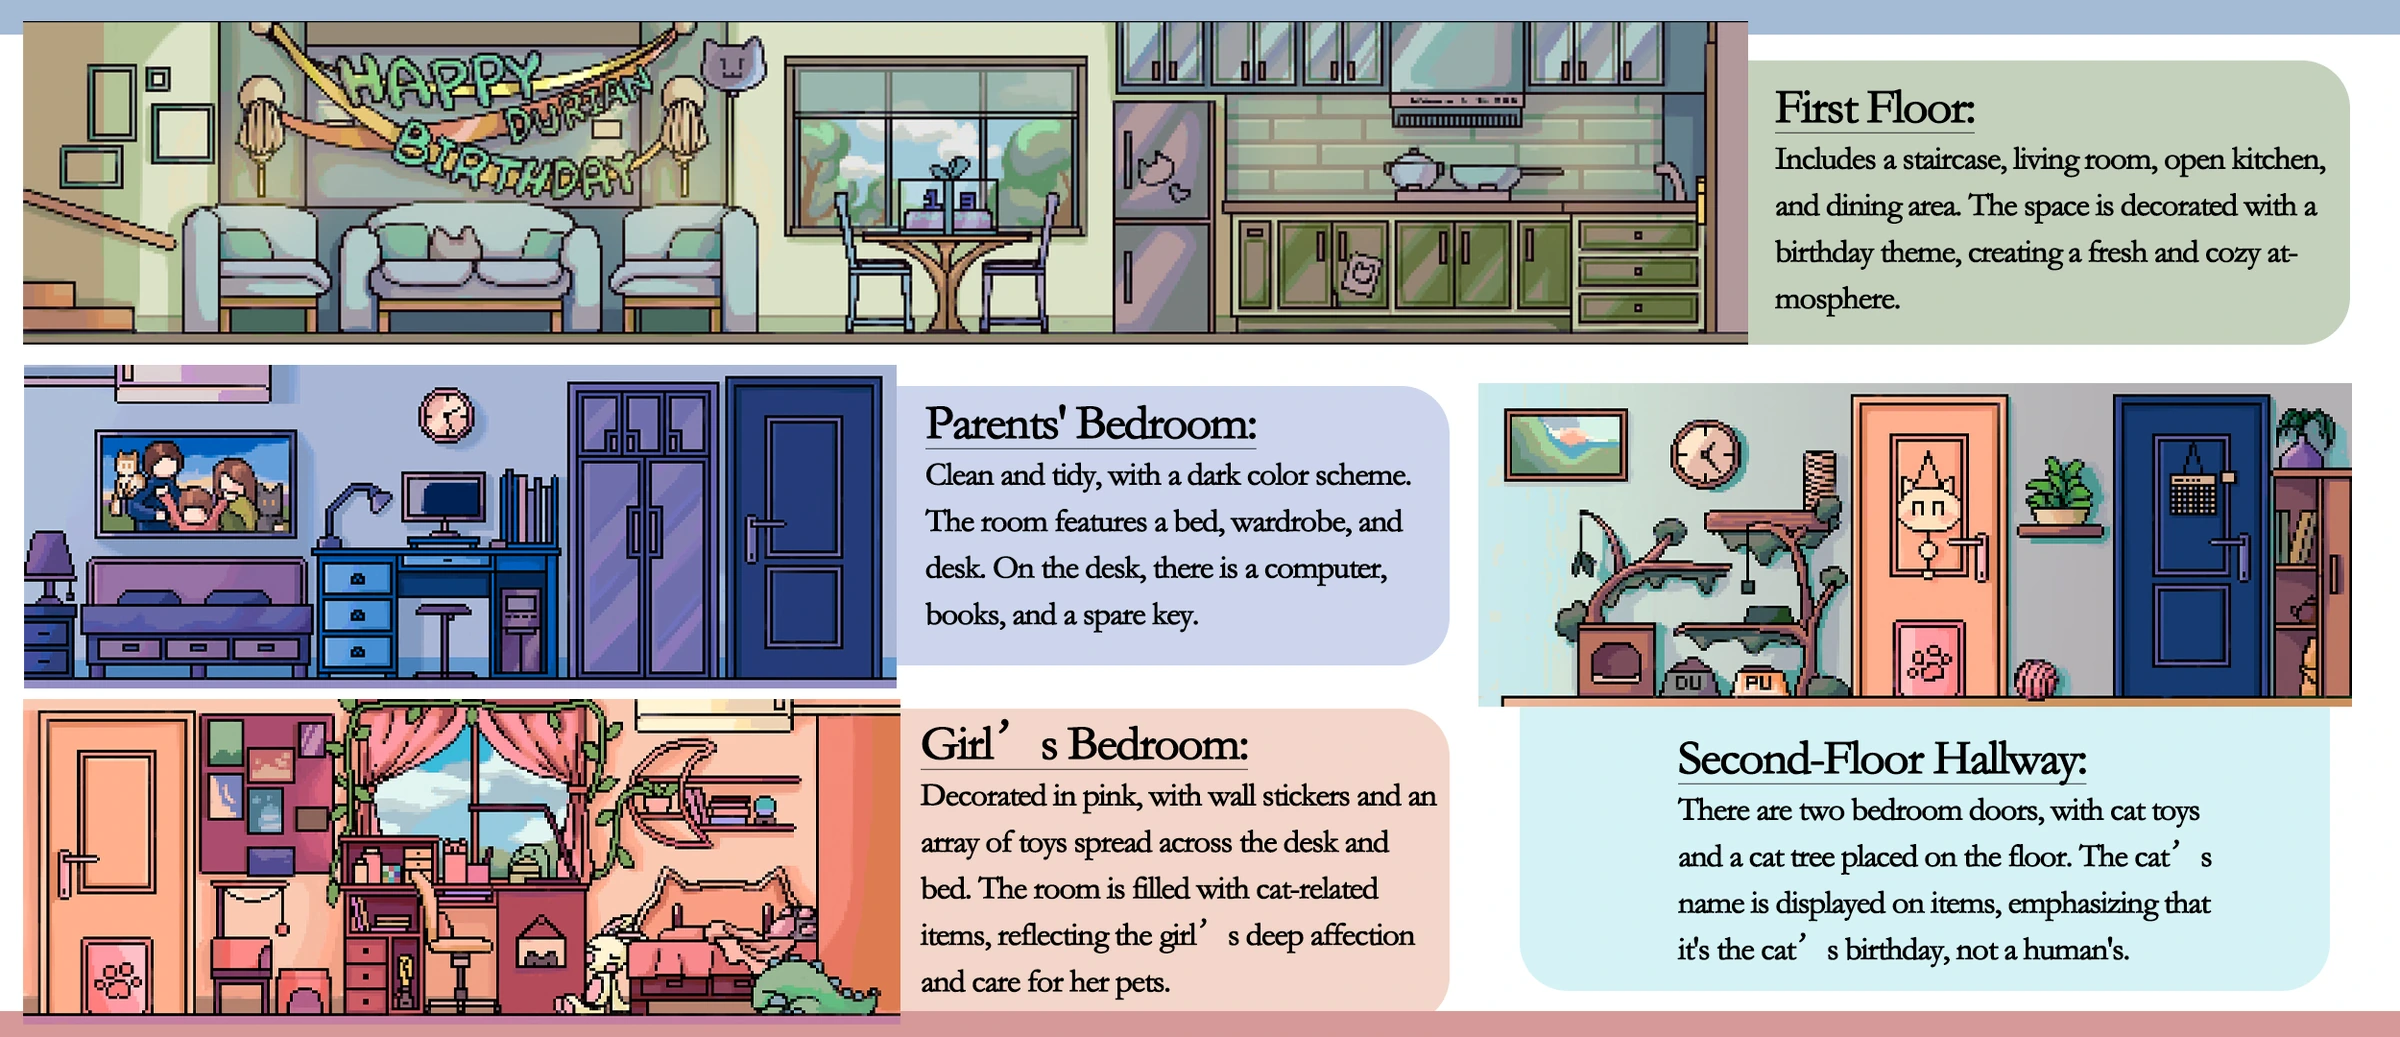 HAPPY
DURIAN
BIRTHDAY
First Floor:
Includes a staircase, living room, open kitchen,
and dining area. The space is decorated with a
birthday theme, creating a fresh and cozy at-
mosphere.
Parents' Bedroom:
Clean and tidy, with a dark color scheme.
The room features a bed, wardrobe, and
desk. On the desk, there is a computer,
books, and a spare key.
DU
PU
Girl’s Bedroom:
Decorated in pink, with wall stickers and an
array of toys spread across the desk and
bed. The room is filled with cat-related
items, reflecting the girl’s deep affection
and care for her pets.
Second-Floor Hallway:
There are two bedroom doors, with cat toys
and a cat tree placed on the floor. The cat’s
name is displayed on items, emphasizing that
it's the cat’s birthday, not a human's.